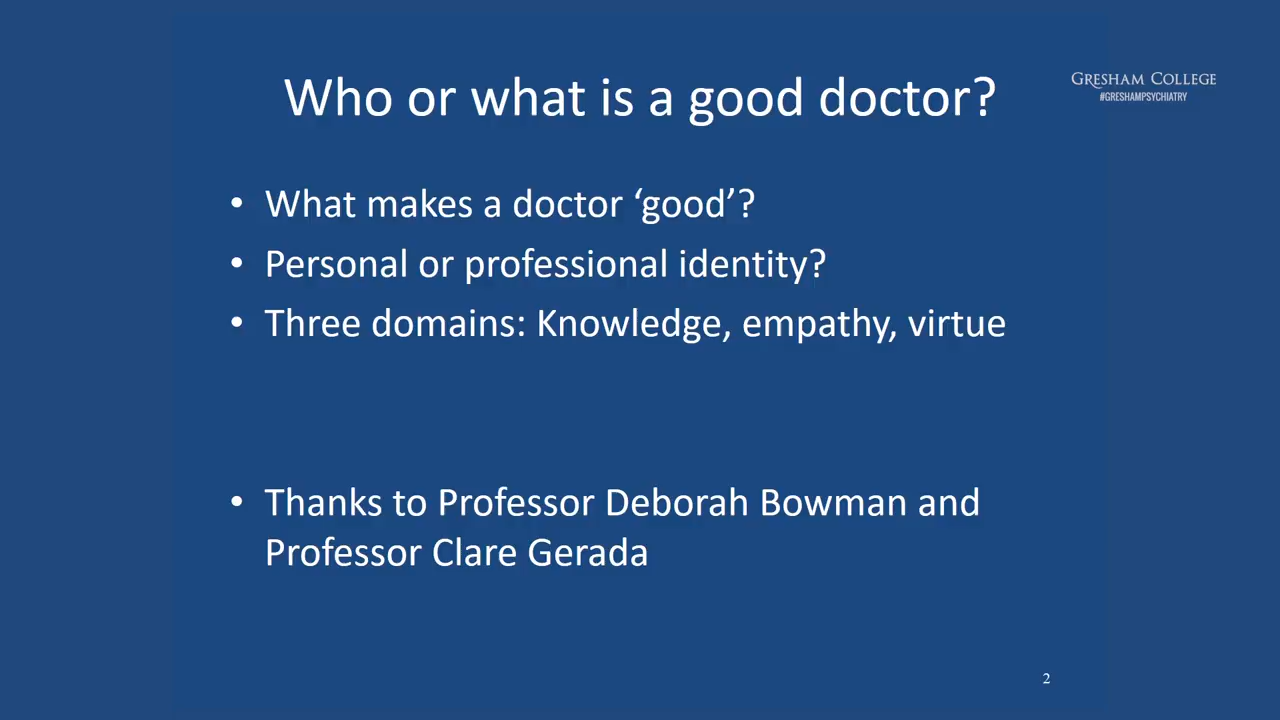 Who or what is a good doctor?
GRESHAM COLLEGE
#GRESHAMPSYCHIATRY
• What makes a doctor ‘good’?
• Personal or professional identity?
• Three domains: Knowledge, empathy, virtue
• Thanks to Professor Deborah Bowman and
Professor Clare Gerada
2